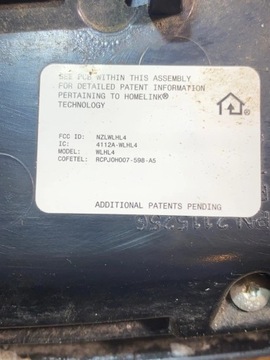 SEE PCB WITHIN THIS ASSEMBLY
FOR DETAILED PATENT INFORMATION
PERTAINING TO HOMELINK®
TECHNOLOGY
FCC ID: NZLWLHL4
IC: 4112A-WLHL4
MODEL: WLHL4
COFETEL: RCPJOHO07-598-A5
ADDITIONAL PATENTS PENDING